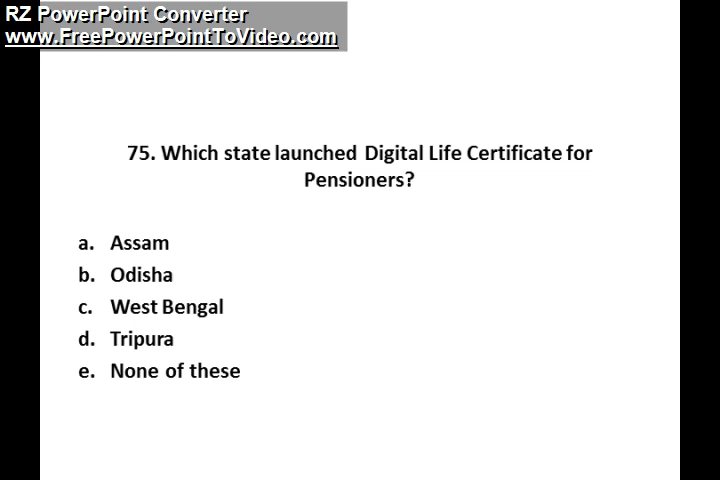 RZ PowerPoint Converter
www.FreePowerPointToVideo.com
75. Which state launched Digital Life Certificate for
Pensioners?
a. Assam
b. Odisha
c. West Bengal
d. Tripura
e. None of these